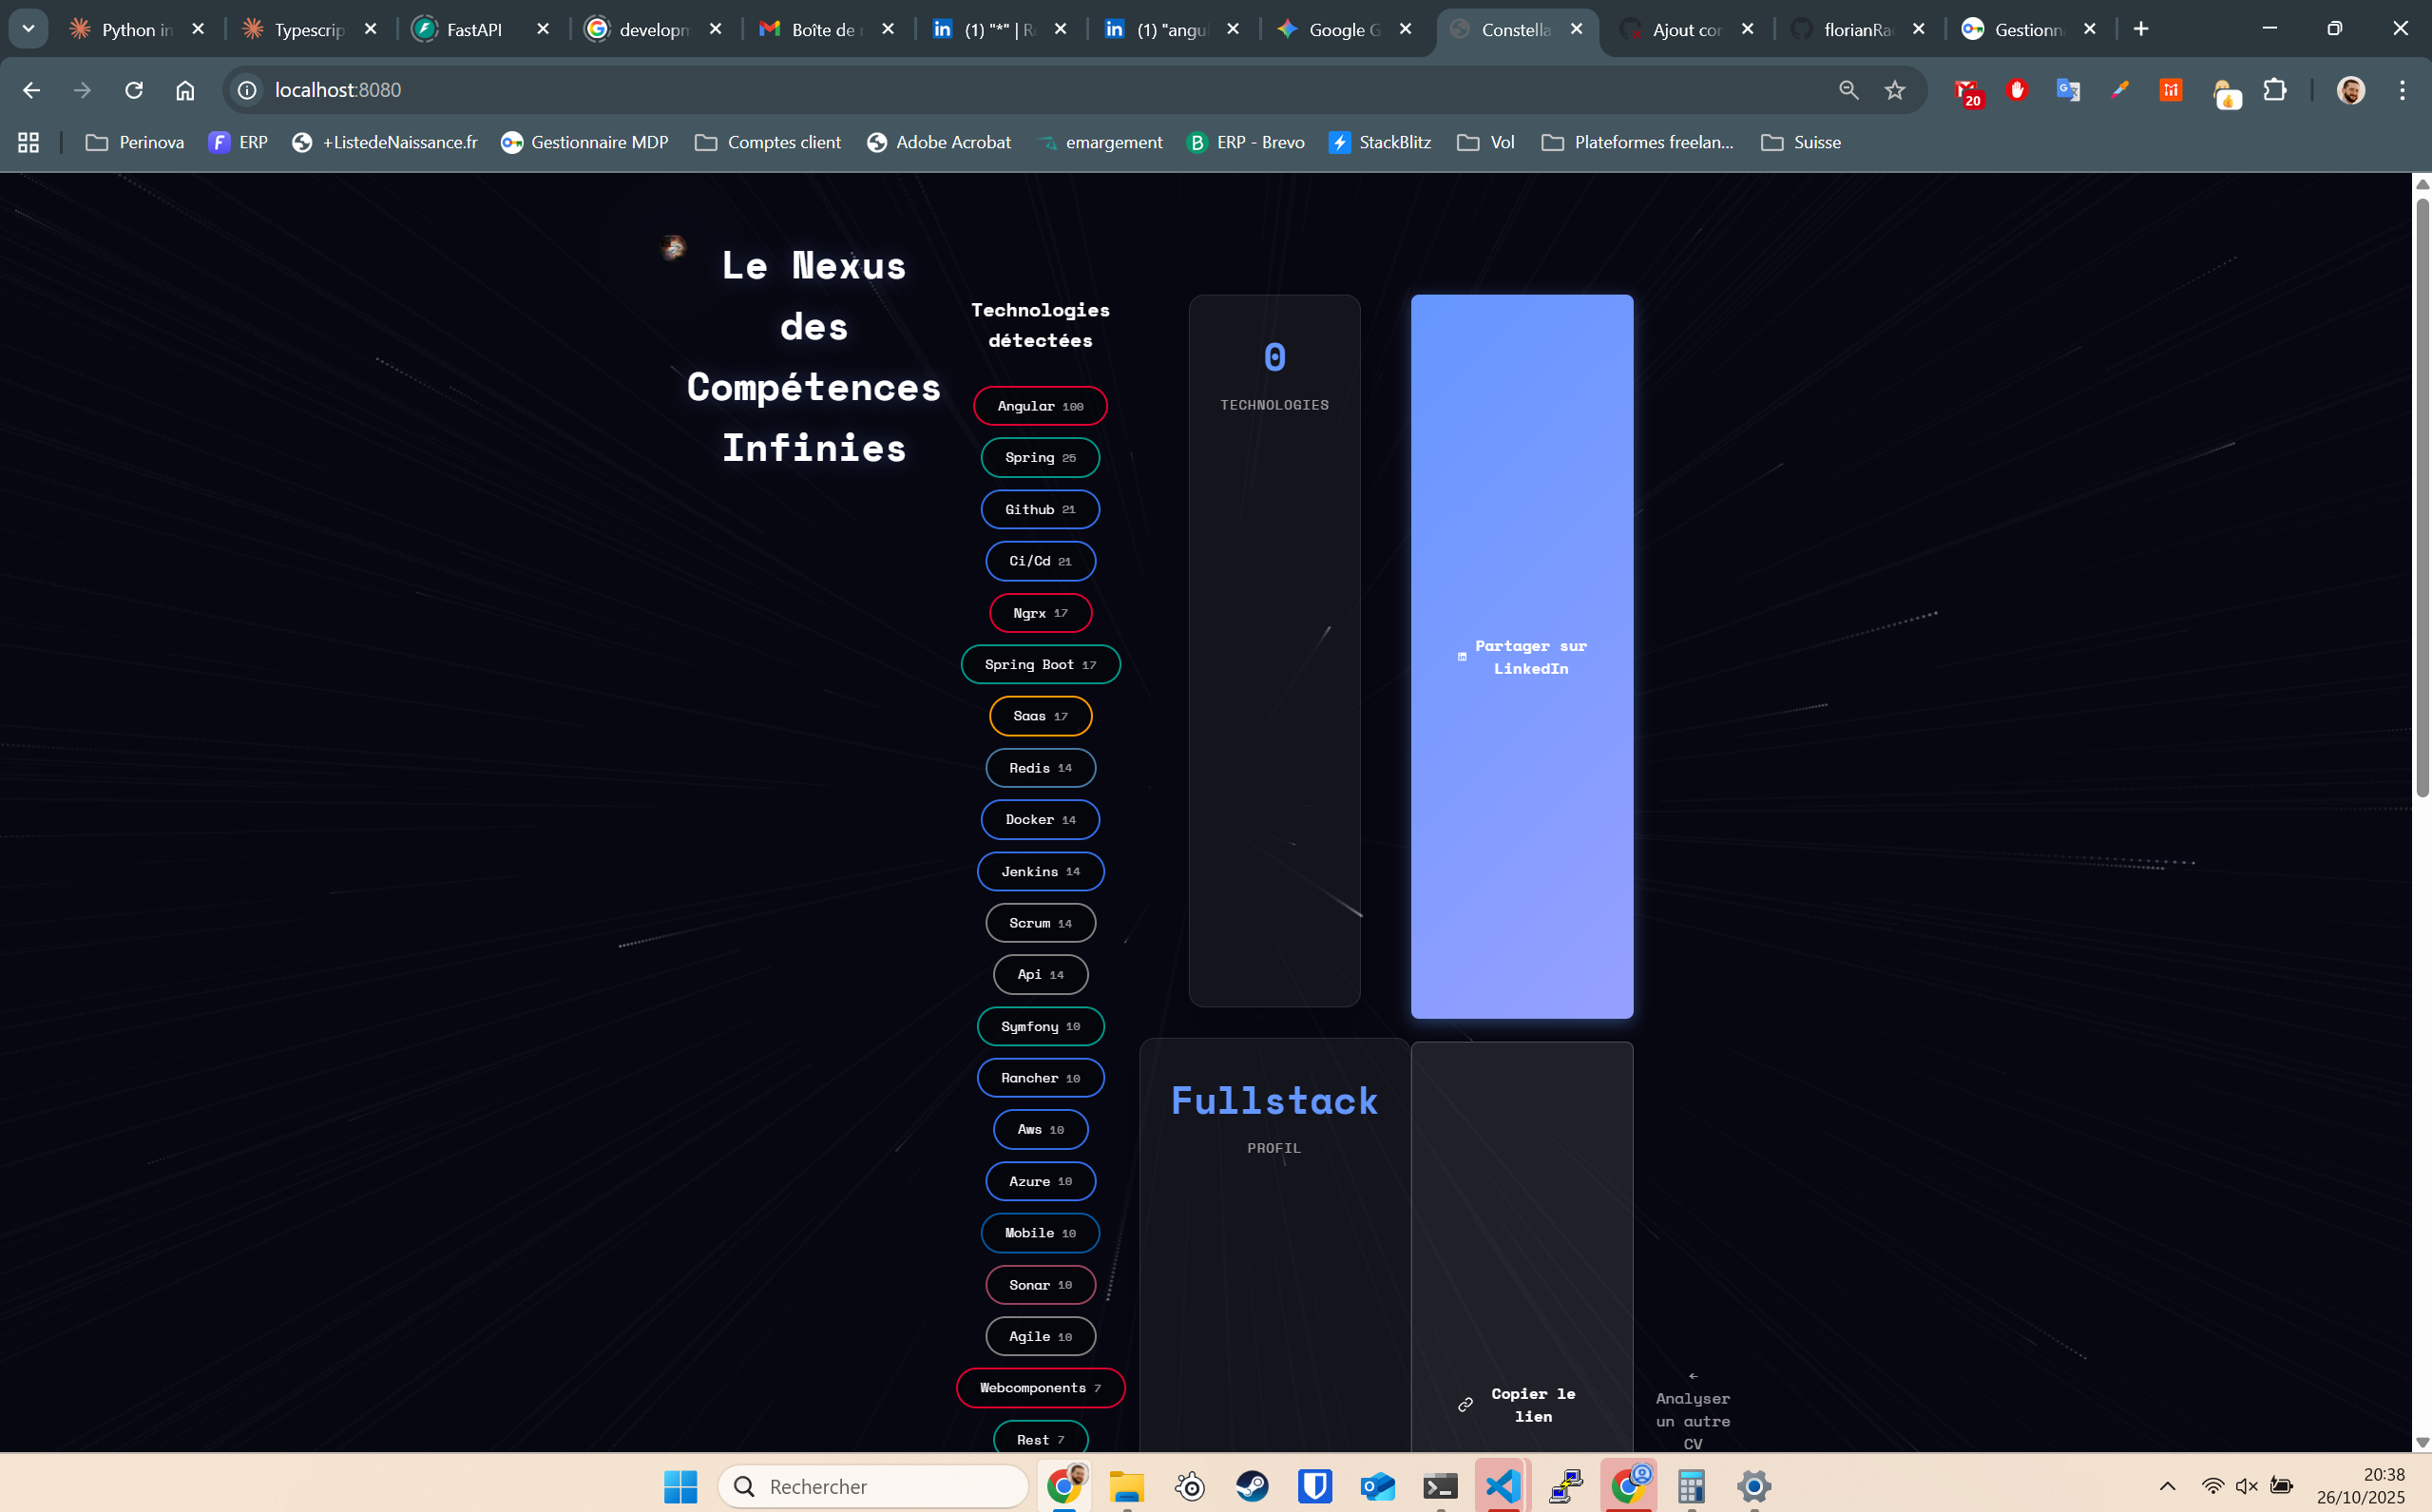 Python in
Typescrip
FastAPI
developm
Boîte de r
(1) "*" | R
(1) "angul
Google G
Constella
Ajout cor
florianRa
Gestionn
localhost:8080
20
Perinova
ERP
+ListedeNaissance.fr
Gestionnaire MDP
Comptes client
Adobe Acrobat
emargement
ERP - Brevo
StackBlitz
Vol
Plateformes freelan...
Suisse
Le Nexus
des
Compétences
Infinies
Technologies
détectées
Angular 100
Spring 25
Github 21
Ci/Cd 21
Ngrx 17
Spring Boot 17
Saas 17
Redis 14
Docker 14
Jenkins 14
Scrum 14
Api 14
Symfony 10
Rancher 10
Aws 10
Azure 10
Mobile 10
Sonar 10
Agile 10
Webcomponents 7
Rest 7
0
TECHNOLOGIES
Fullstack
PROFIL
Partager sur
LinkedIn
Copier le
lien
←
Analyser
un autre
CV
Rechercher
20:38
26/10/2025